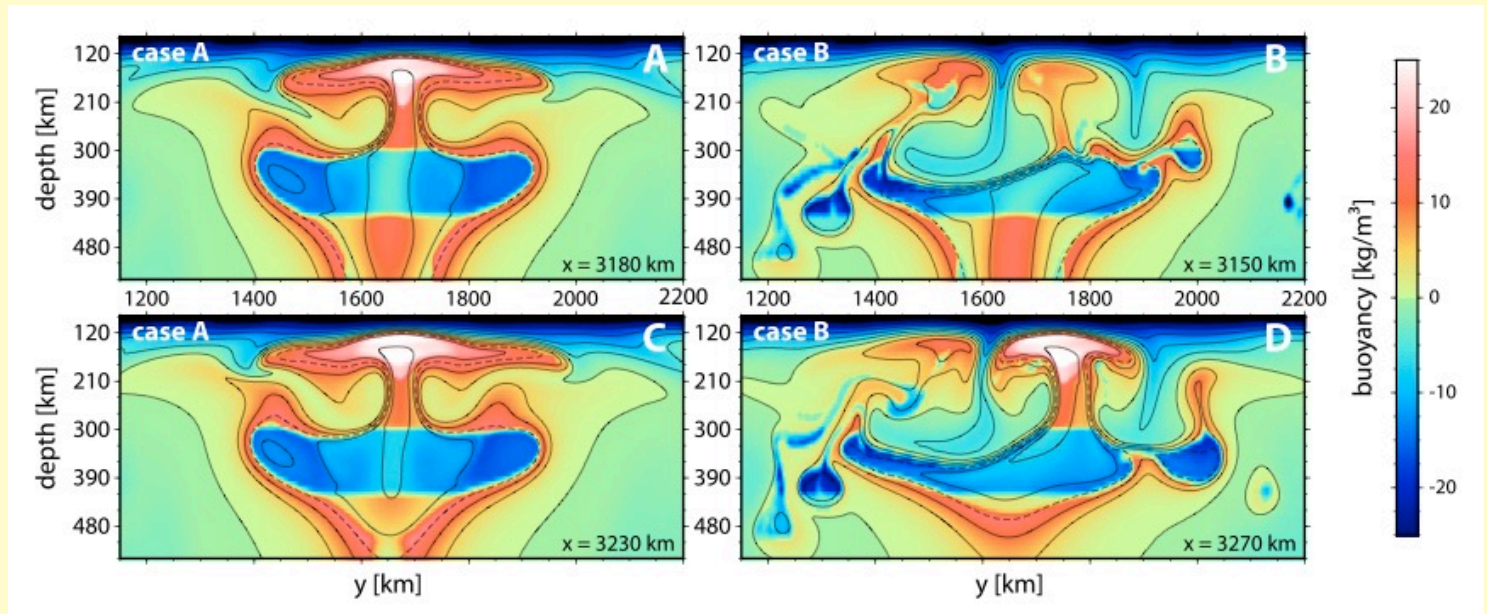 case A
A
case B
B
120
210
300
390
480
depth [km]
x = 3180 km
120
210
300
390
480
x = 3150 km
1200 1400 1600 1800 2000 2200
1200 1400 1600 1800 2000 2200
case A
C
case B
D
120
210
300
390
480
depth [km]
x = 3230 km
120
210
300
390
480
x = 3270 km
y [km]
y [km]
buoyancy [kg/m³]
20
10
0
-10
-20